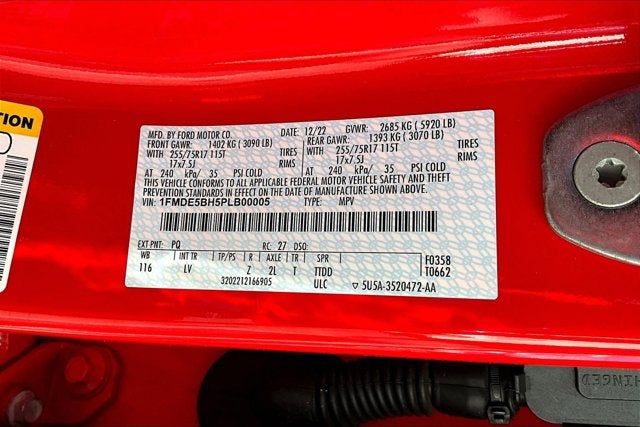 TION
MFD. BY FORD MOTOR CO.
DATE: 12/22 GVWR: 2685 KG ( 5920 LB)
FRONT GAWR: 1402 KG ( 3090 LB)
REAR GAWR: 1393 KG ( 3070 LB)
WITH TIRES WITH TIRES
255/75R17 115T RIMS 255/75R17 115T RIMS
17x7.5J 17x7.5J
AT 240 kPa/ 35 PSI COLD AT 240 kPa/ 35 PSI COLD
THIS VEHICLE CONFORMS TO ALL APPLICABLE FEDERAL MOTOR VEHICLE SAFETY AND THEFT
PREVENTION STANDARDS IN EFFECT ON THE DATE OF MANUFACTURE SHOWN ABOVE.
VIN: 1FMDE5BH5PLB00005 TYPE: MPV
EXT PNT: PQ RC: 27 DSO: F0358
WB INT TR TP/PS R AXLE TR SPR T0662
116 LV Z 2L T TTDD
3202212166905 ULC 5U5A-3520472-AA
HINGED